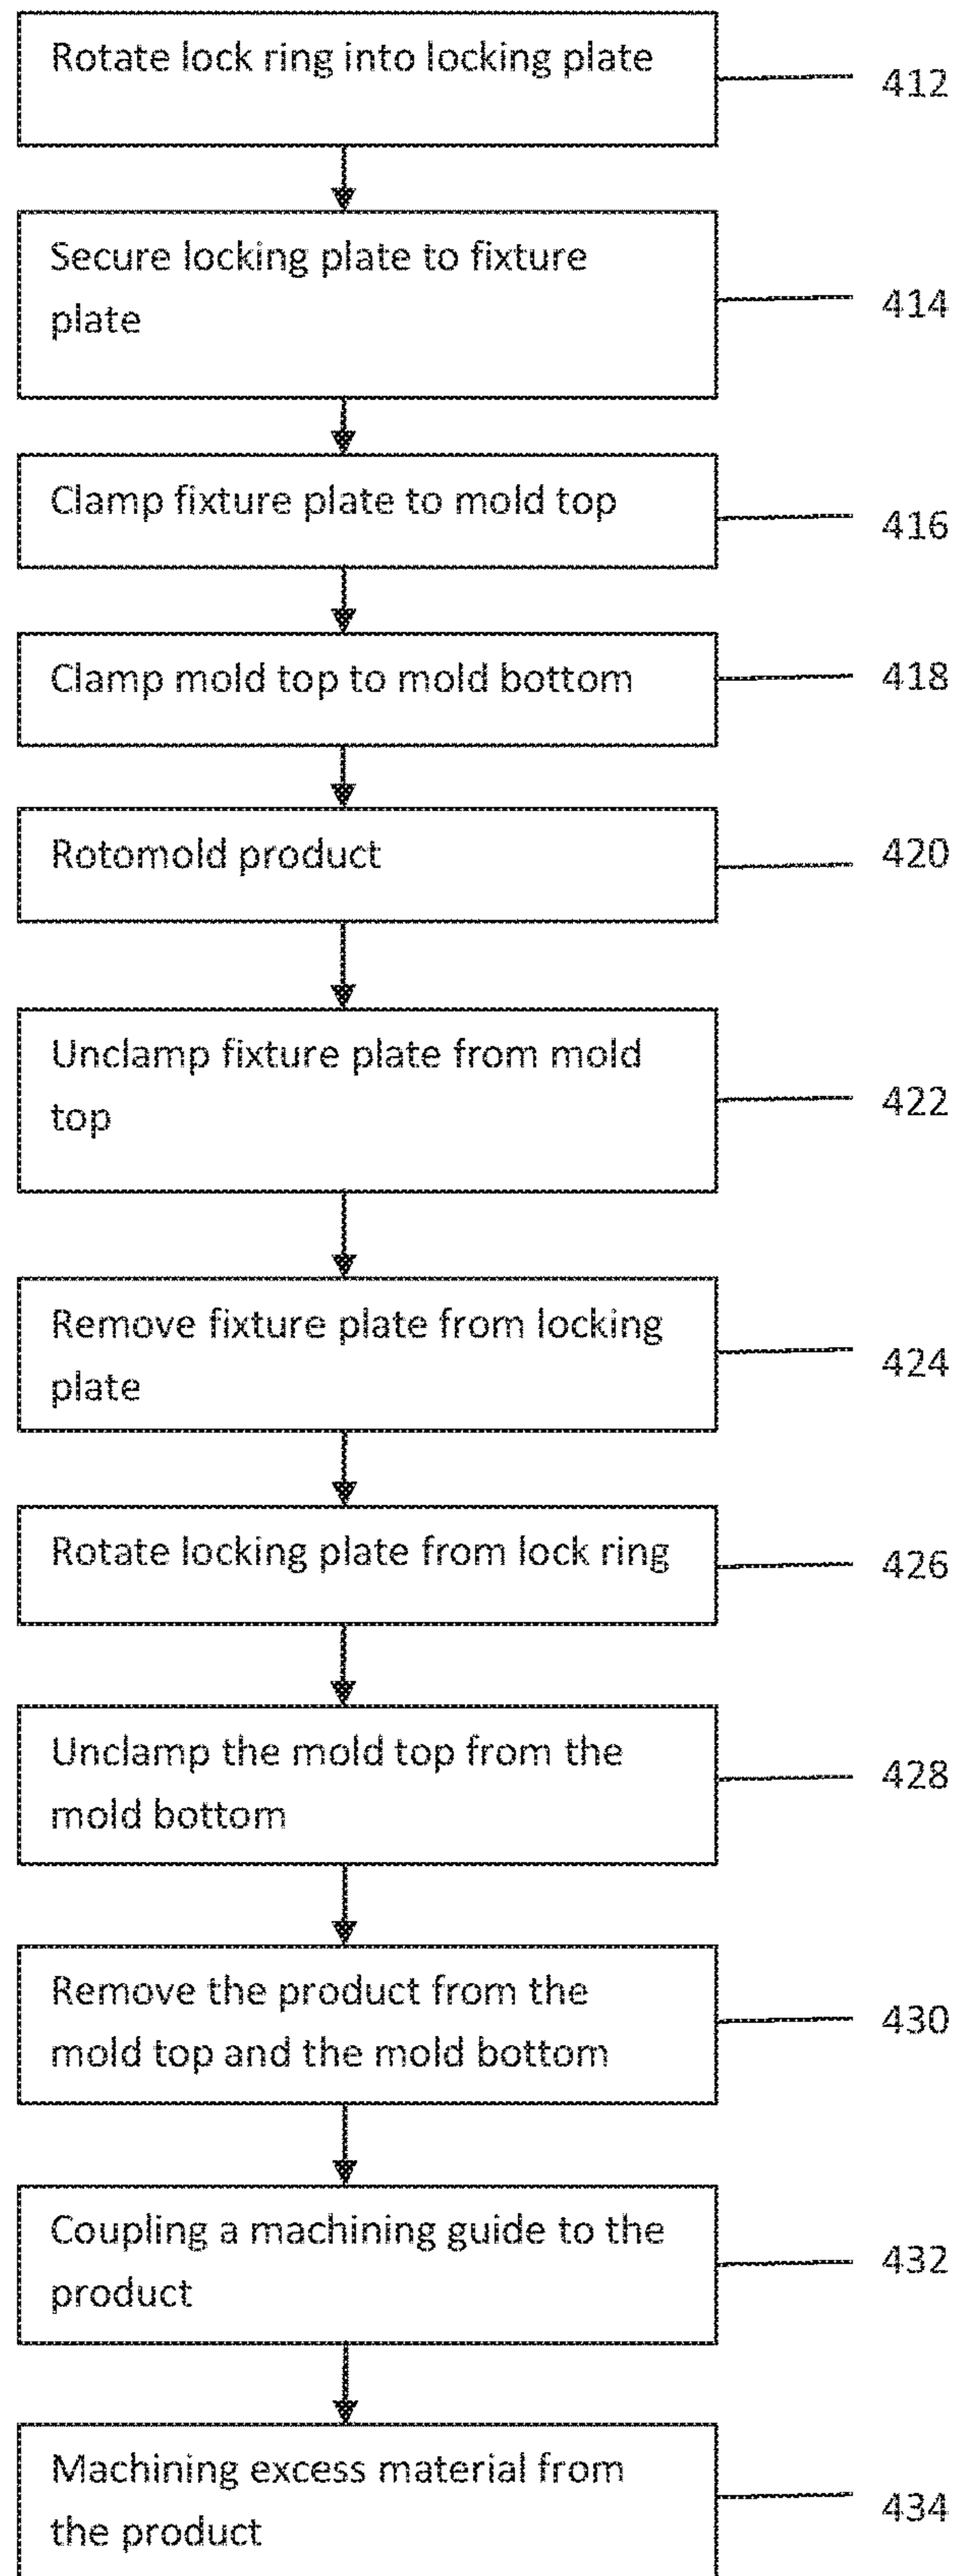 Rotate lock ring into locking plate
412
Secure locking plate to fixture
plate
414
Clamp fixture plate to mold top
416
Clamp mold top to mold bottom
418
Rotomold product
420
Unclamp fixture plate from mold
top
422
Remove fixture plate from locking
plate
424
Rotate locking plate from lock ring
426
Unclamp the mold top from the
mold bottom
428
Remove the product from the
mold top and the mold bottom
430
Coupling a machining guide to the
product
432
Machining excess material from
the product
434